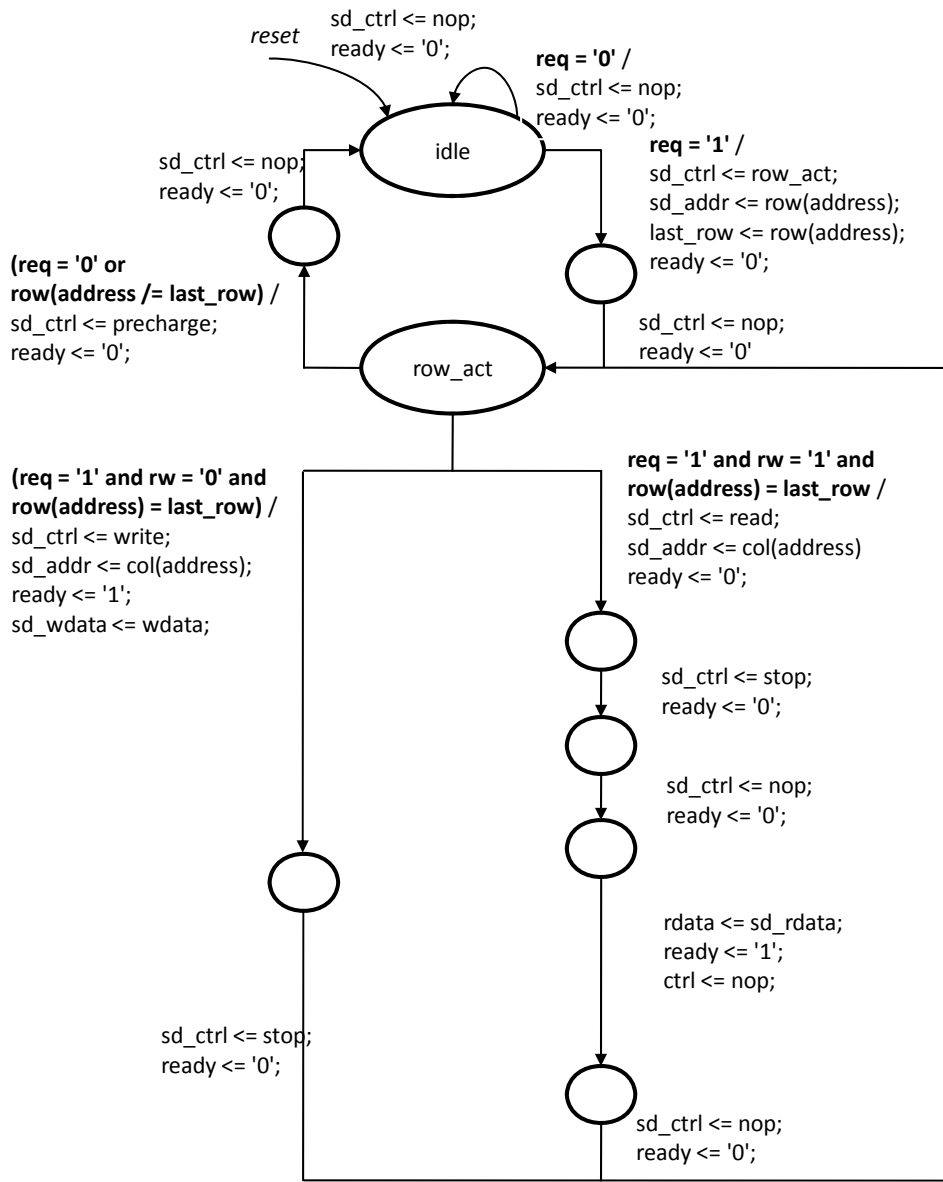 reset
sd_ctrl <= nop;
ready <= '0';
req = '0' /
sd_ctrl <= nop;
ready <= '0';
idle
req = '1' /
sd_ctrl <= row_act;
sd_addr <= row(address);
last_row <= row(address);
ready <= '0';
sd_ctrl <= nop;
ready <= '0';
(req = '0' or
row(address /= last_row) /
sd_ctrl <= precharge;
ready <= '0';
sd_ctrl <= nop;
ready <= '0'
row_act
(req = '1' and rw = '0' and
row(address) = last_row) /
sd_ctrl <= write;
sd_addr <= col(address);
ready <= '1';
sd_wdata <= wdata;
req = '1' and rw = '1' and
row(address) = last_row /
sd_ctrl <= read;
sd_addr <= col(address)
ready <= '0';
sd_ctrl <= stop;
ready <= '0';
sd_ctrl <= nop;
ready <= '0';
rdata <= sd_rdata;
ready <= '1';
ctrl <= nop;
sd_ctrl <= stop;
ready <= '0';
sd_ctrl <= nop;
ready <= '0';